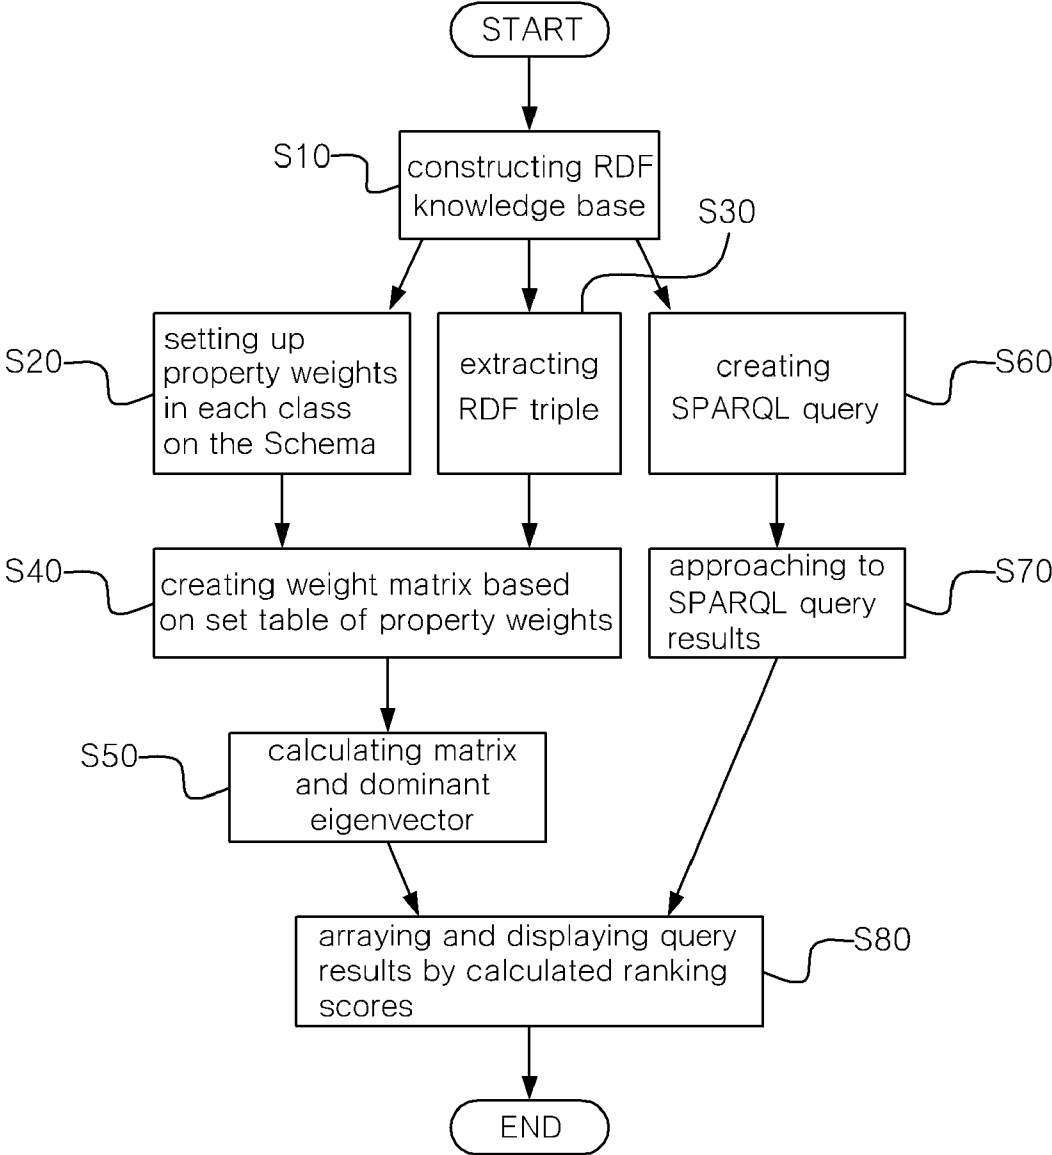 START
S10
constructing RDF
knowledge base
S30
S20
setting up
property weights
in each class
on the Schema
extracting
RDF triple
creating
SPARQL query
S60
S40
creating weight matrix based
on set table of property weights
approaching to
SPARQL query
results
S70
S50
calculating matrix
and dominant
eigenvector
arraying and displaying query
results by calculated ranking
scores
S80
END